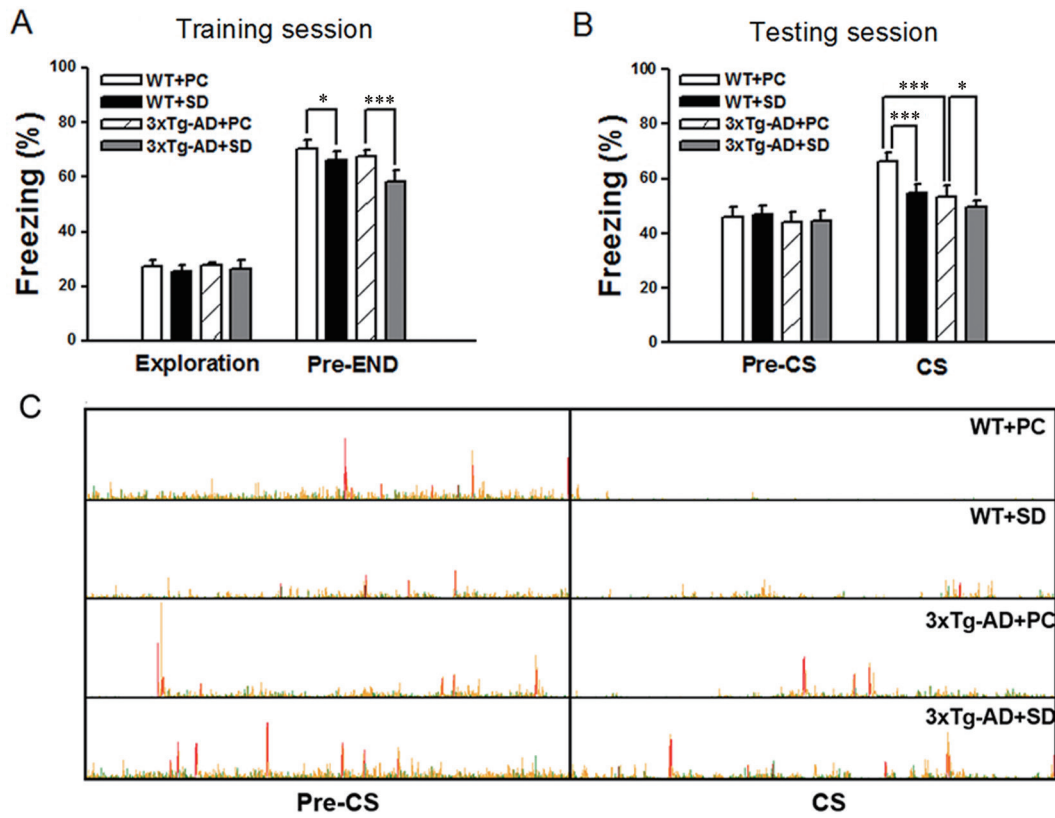 A
Training session
Freezing (%)
100
80
60
40
20
0
WT+PC
WT+SD
3xTg-AD+PC
3xTg-AD+SD
*
***
Exploration
Pre-END
B
Testing session
Freezing (%)
100
80
60
40
20
0
WT+PC
WT+SD
3xTg-AD+PC
3xTg-AD+SD
***
*
***
Pre-CS
CS
C
WT+PC
WT+SD
3xTg-AD+PC
3xTg-AD+SD
Pre-CS
CS